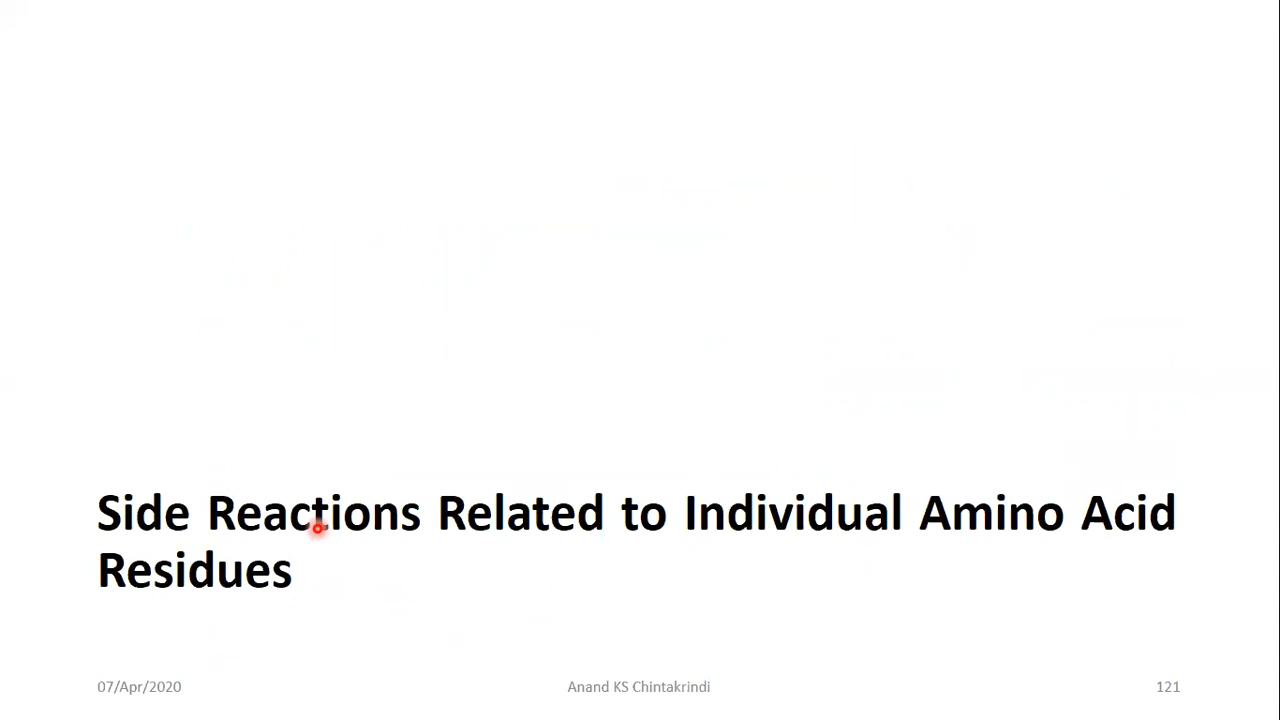 Side Reactions Related to Individual Amino Acid
Residues
07/Apr/2020
Anand KS Chintakrindi
121